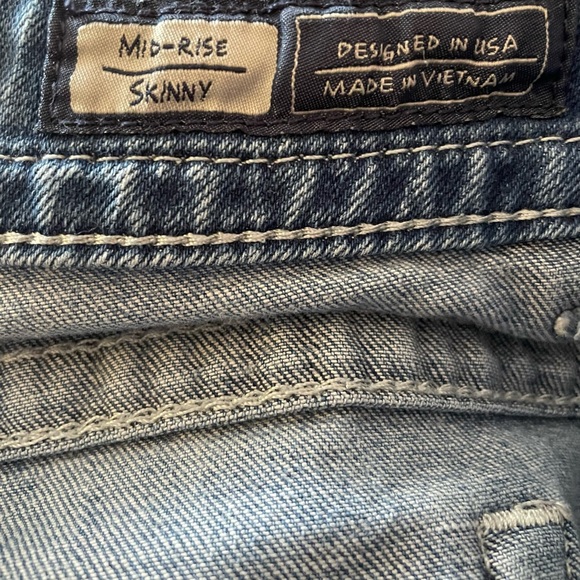 MID-RISE
SKINNY
DESIGNED IN USA
MADE IN VIETNAM